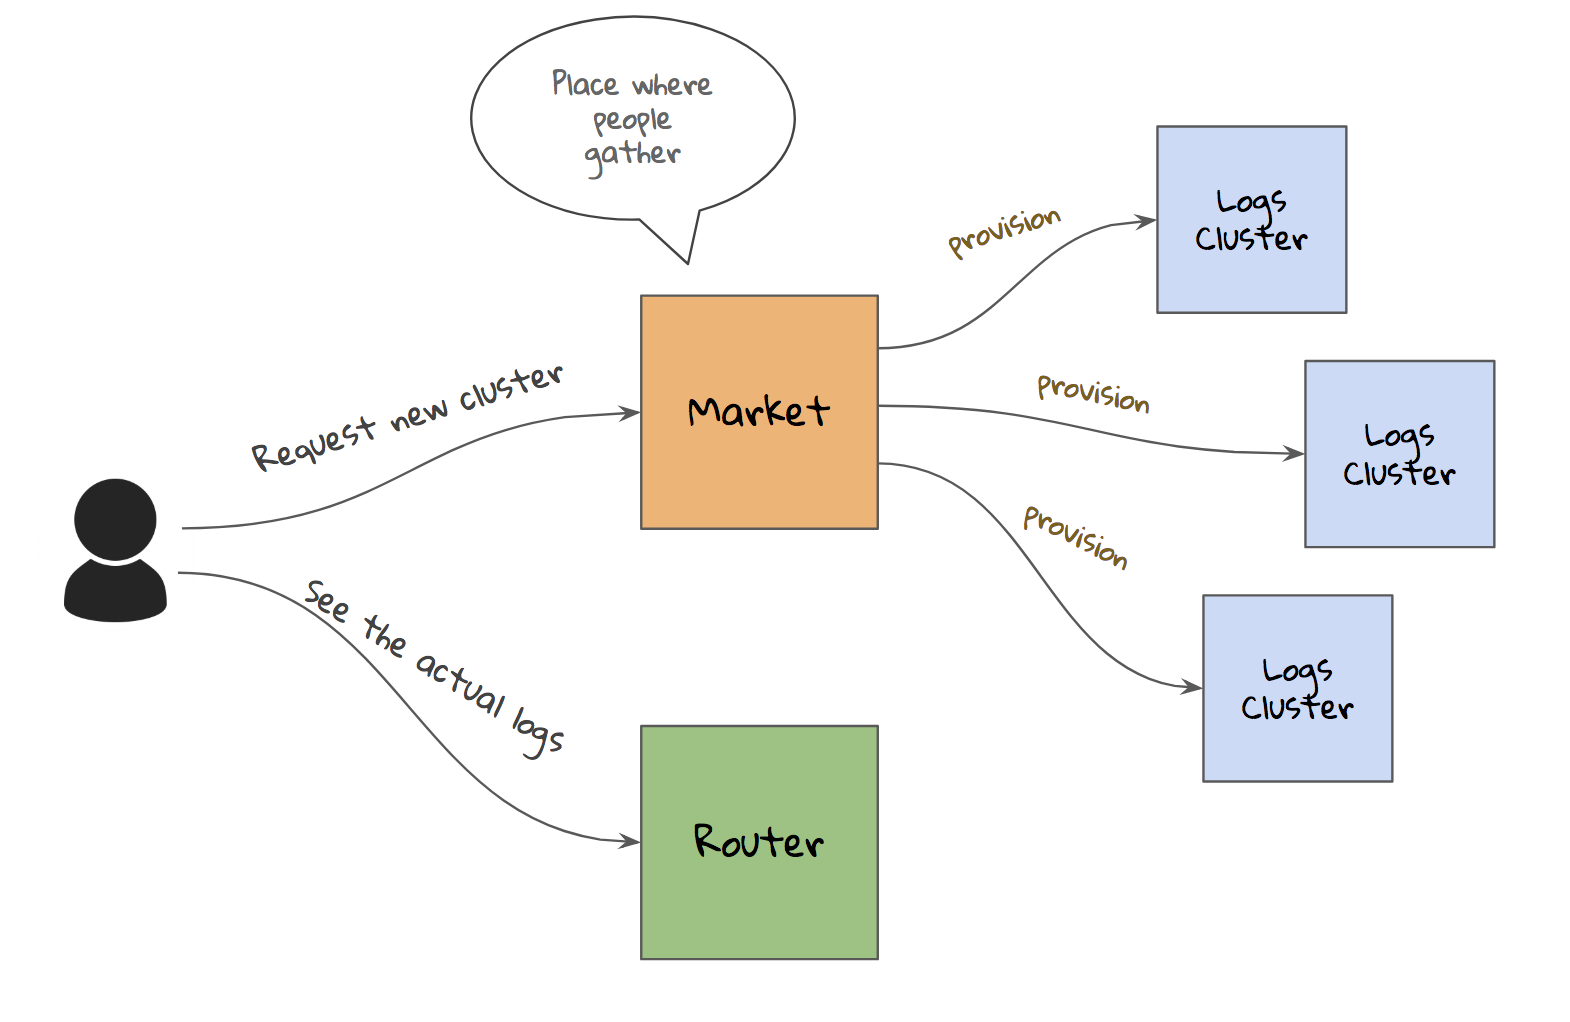 Place where
people
gather
Logs
Cluster
provision
Request new cluster
Market
Provision
Logs
Cluster
Provision
See the actual logs
Logs
Cluster
Router